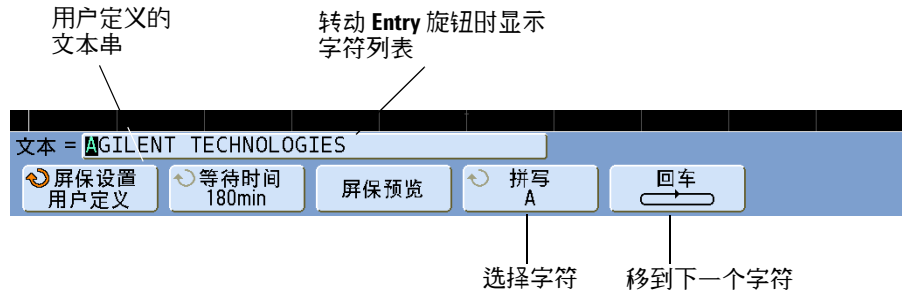 用户定义的
文本串
转动 Entry 旋钮时显示
字符列表
文本 = AGILENT TECHNOLOGIES
屏保设置
用户定义
等待时间
180min
屏保预览
拼写
A
回车
选择字符
移到下一个字符